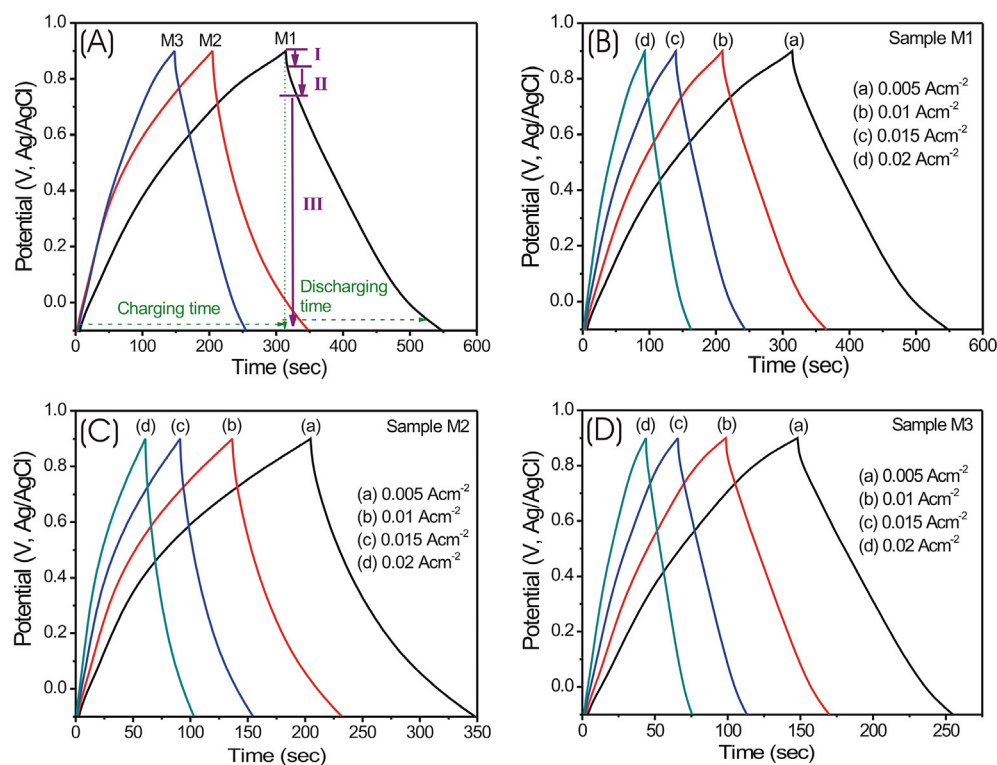 (A)
M3 M2 M1
I
II
III
Charging time
Discharging
time
Potential (V, Ag/AgCl)
1.0
0.8
0.6
0.4
0.2
0.0
0 100 200 300 400 500 600
Time (sec)
(B)
(d) (c) (b) (a)
Sample M1
(a) 0.005 Acm⁻²
(b) 0.01 Acm⁻²
(c) 0.015 Acm⁻²
(d) 0.02 Acm⁻²
Potential (V, Ag/AgCl)
1.0
0.8
0.6
0.4
0.2
0.0
0 100 200 300 400 500 600
Time (sec)
(C)
(d) (c) (b) (a)
Sample M2
(a) 0.005 Acm⁻²
(b) 0.01 Acm⁻²
(c) 0.015 Acm⁻²
(d) 0.02 Acm⁻²
Potential (V, Ag/AgCl)
1.0
0.8
0.6
0.4
0.2
0.0
0 50 100 150 200 250 300 350
Time (sec)
(D)
(d) (c) (b) (a)
Sample M3
(a) 0.005 Acm⁻²
(b) 0.01 Acm⁻²
(c) 0.015 Acm⁻²
(d) 0.02 Acm⁻²
Potential (V, Ag/AgCl)
1.0
0.8
0.6
0.4
0.2
0.0
0 50 100 150 200 250
Time (sec)